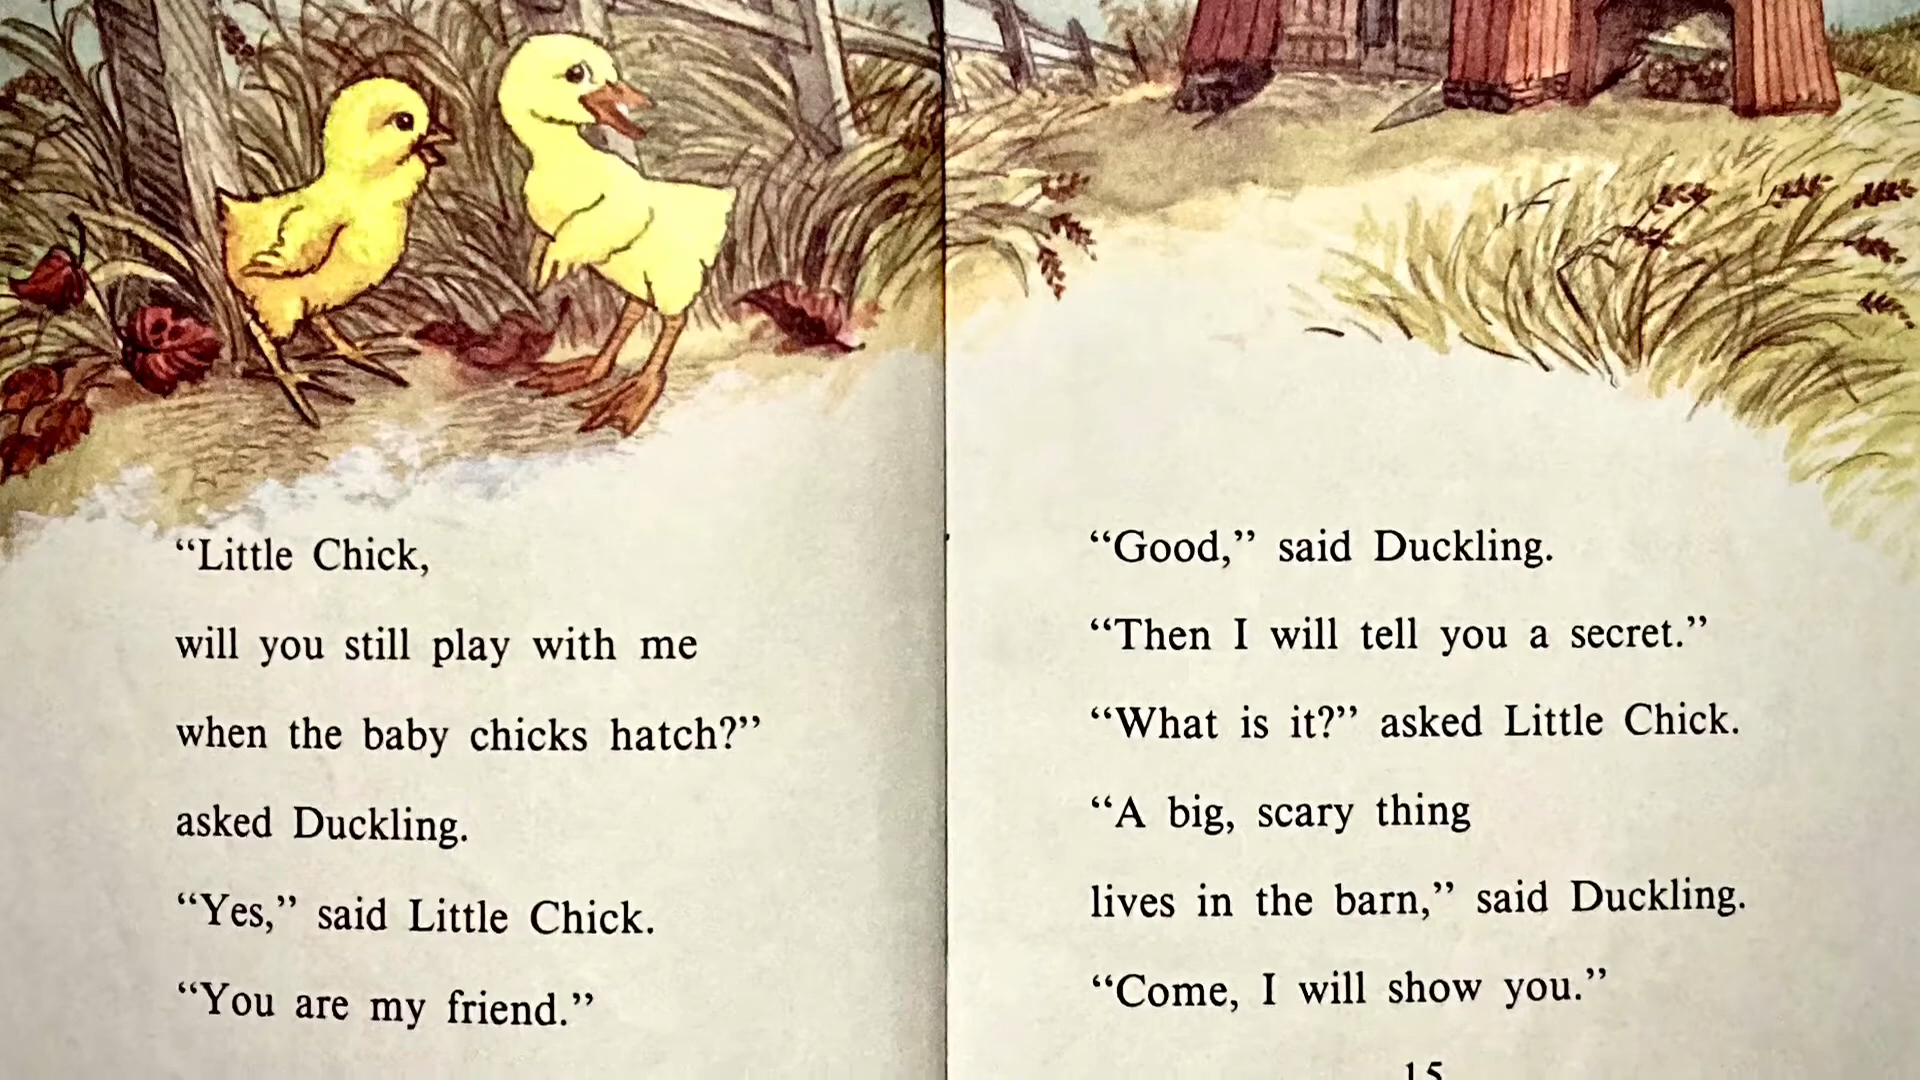 “Little Chick,
will you still play with me
when the baby chicks hatch?”
asked Duckling.
“Yes,” said Little Chick.
“You are my friend.”
“Good,” said Duckling.
“Then I will tell you a secret.”
“What is it?” asked Little Chick.
“A big, scary thing
lives in the barn,” said Duckling.
“Come, I will show you.”
15